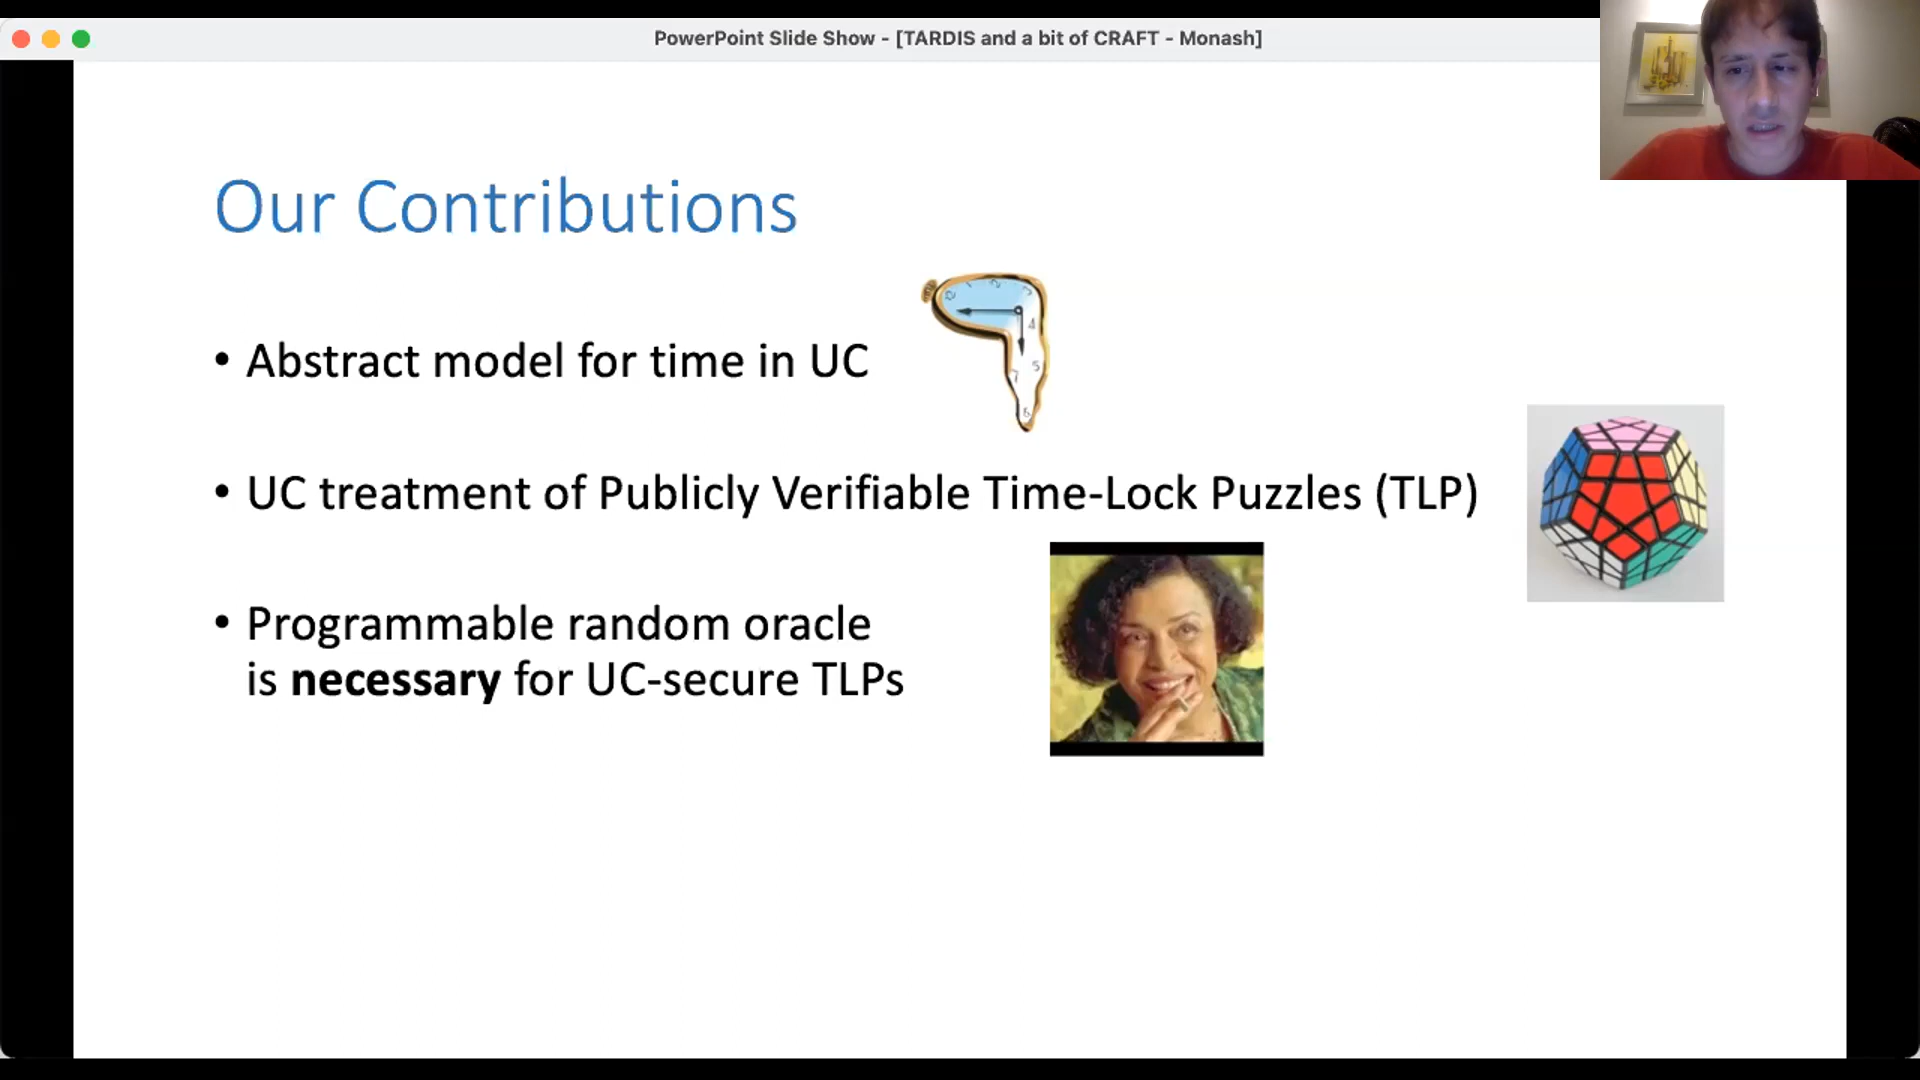 PowerPoint Slide Show - [TARDIS and a bit of CRAFT - Monash]
Our Contributions
• Abstract model for time in UC
• UC treatment of Publicly Verifiable Time-Lock Puzzles (TLP)
• Programmable random oracle
is necessary for UC-secure TLPs